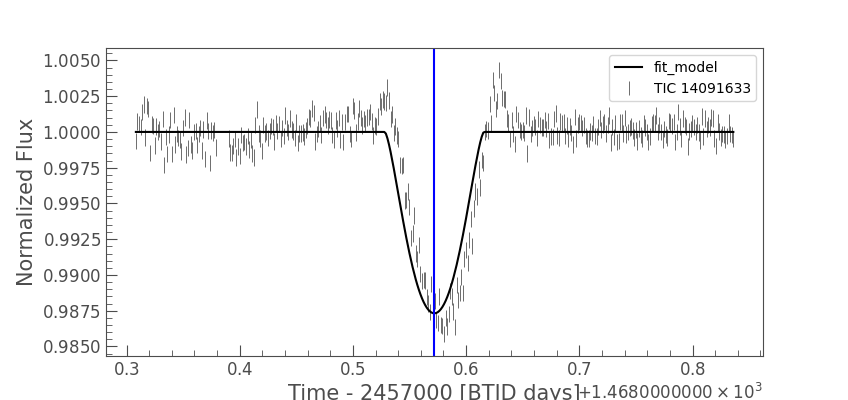 1.0050
1.0025
1.0000
0.9975
0.9950
0.9925
0.9900
0.9875
0.9850
Normalized Flux
fit_model
TIC 14091633
0.3 0.4 0.5 0.6 0.7 0.8
Time - 2457000 [BTJD days]
+1.4680000000 × 10³